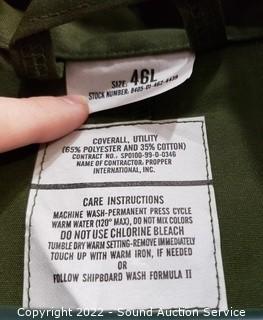 SIZE: 46L
STOCK NUMBER: 8405-01-462-
COVERALL, UTILITY
(65% POLYESTER AND 35% COTTON)
CONTRACT NO.: SP0100-99-D-0346
NAME OF CONTRACTOR: PROPPER
INTERNATIONAL, INC.
CARE INSTRUCTIONS
MACHINE WASH-PERMANENT PRESS CYCLE
WARM WATER (120° MAX), DO NOT MIX COLORS
DO NOT USE CHLORINE BLEACH
TUMBLE DRY WARM SETTING-REMOVE IMMEDIATELY
TOUCH UP WITH WARM IRON, IF NEEDED
OR
FOLLOW SHIPBOARD WASH FORMULA II
Copyright 2022 - Sound Auction Service